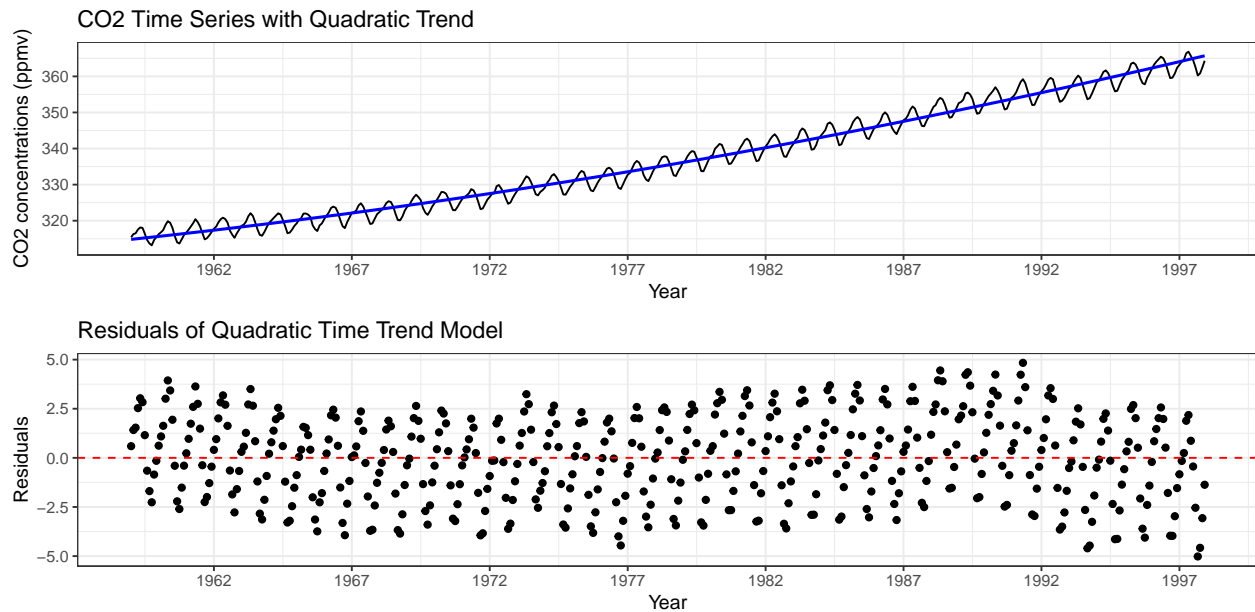 CO2 Time Series with Quadratic Trend
CO2 concentrations (ppmv)
360
350
340
330
320
1962 1967 1972 1977 1982 1987 1992 1997
Year
Residuals of Quadratic Time Trend Model
Residuals
5.0
2.5
0.0
−2.5
−5.0
1962 1967 1972 1977 1982 1987 1992 1997
Year